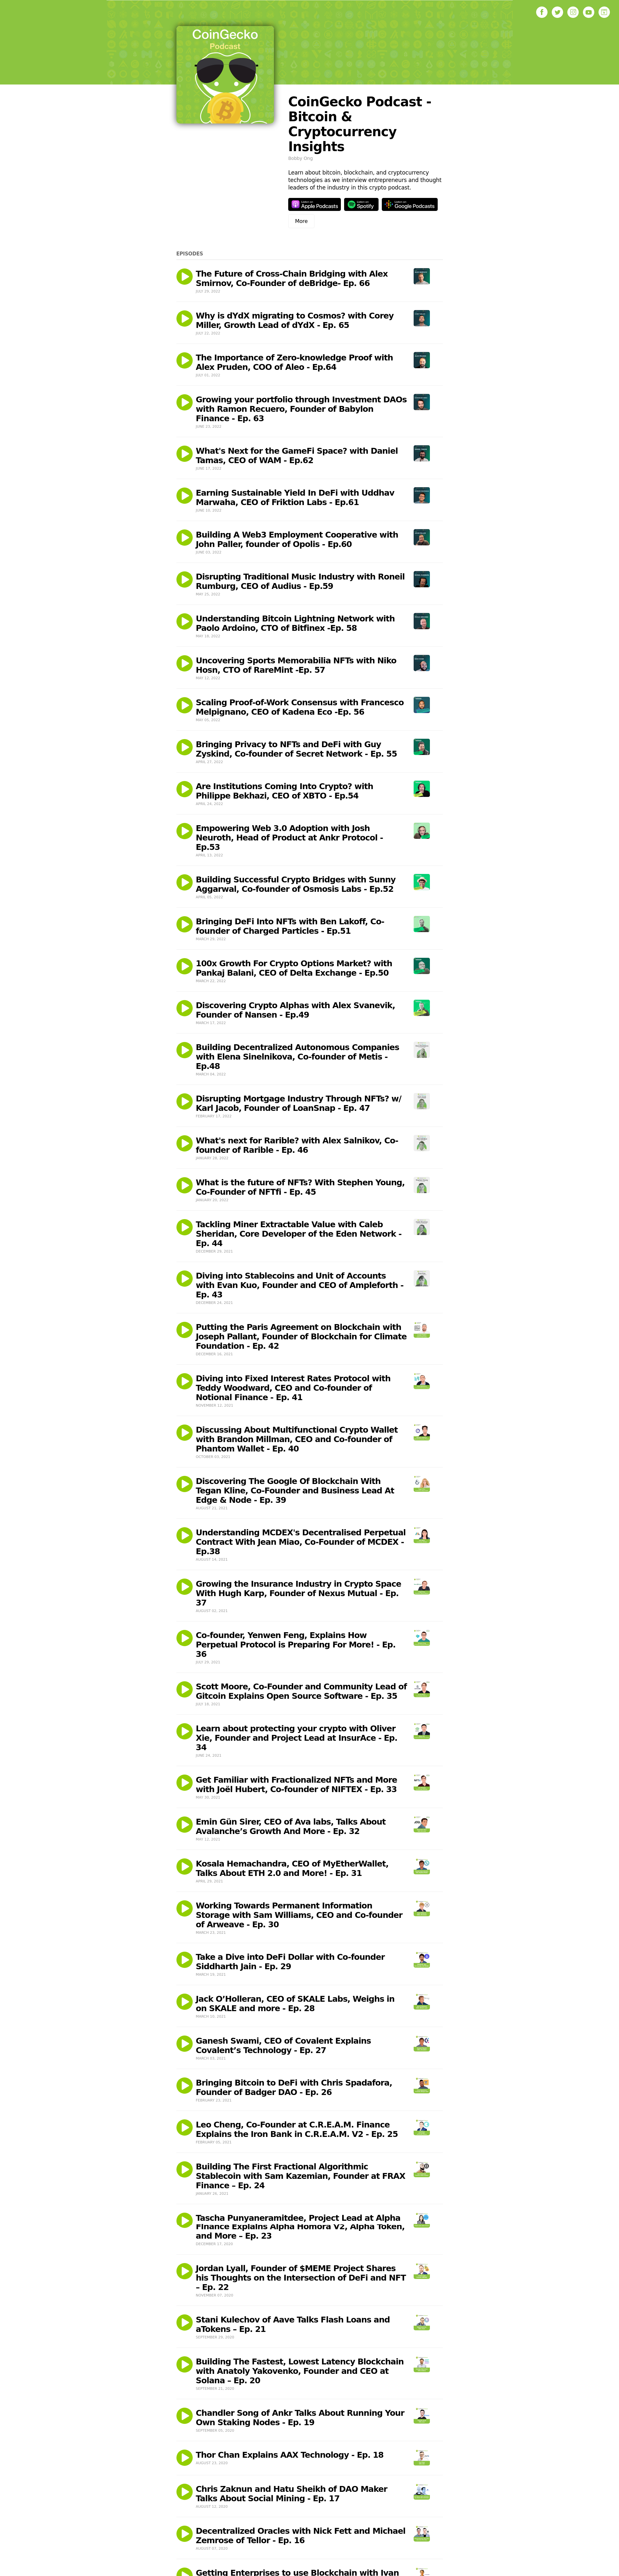 CoinGecko
Podcast
CoinGecko Podcast -
Bitcoin &
Cryptocurrency
Insights
Bobby Ong
Learn about bitcoin, blockchain, and cryptocurrency
technologies as we interview entrepreneurs and thought
leaders of the industry in this crypto podcast.
Apple Podcasts
Spotify
Google Podcasts
More
EPISODES
The Future of Cross-Chain Bridging with Alex
Smirnov, Co-Founder of deBridge- Ep. 66
Why is dYdX migrating to Cosmos? with Corey
Miller, Growth Lead of dYdX - Ep. 65
The Importance of Zero-knowledge Proof with
Alex Pruden, COO of Aleo - Ep.64
Growing your portfolio through Investment DAOs
with Ramon Recuero, Founder of Babylon
Finance - Ep. 63
What's Next for the GameFi Space? with Daniel
Tamas, CEO of WAM - Ep.62
Earning Sustainable Yield In DeFi with Uddhav
Marwaha, CEO of Friktion Labs - Ep.61
Building A Web3 Employment Cooperative with
John Paller, founder of Opolis - Ep.60
Disrupting Traditional Music Industry with Roneil
Rumburg, CEO of Audius - Ep.59
Understanding Bitcoin Lightning Network with
Paolo Ardoino, CTO of Bitfinex -Ep. 58
Uncovering Sports Memorabilia NFTs with Niko
Hosn, CTO of RareMint -Ep. 57
Scaling Proof-of-Work Consensus with Francesco
Melpignano, CEO of Kadena Eco -Ep. 56
Bringing Privacy to NFTs and DeFi with Guy
Zyskind, Co-founder of Secret Network - Ep. 55
Are Institutions Coming Into Crypto? with
Philippe Bekhazi, CEO of XBTO - Ep.54
Empowering Web 3.0 Adoption with Josh
Neuroth, Head of Product at Ankr Protocol -
Ep.53
Building Successful Crypto Bridges with Sunny
Aggarwal, Co-founder of Osmosis Labs - Ep.52
Bringing DeFi Into NFTs with Ben Lakoff, Co-
founder of Charged Particles - Ep.51
100x Growth For Crypto Options Market? with
Pankaj Balani, CEO of Delta Exchange - Ep.50
Discovering Crypto Alphas with Alex Svanevik,
Founder of Nansen - Ep.49
Building Decentralized Autonomous Companies
with Elena Sinelnikova, Co-founder of Metis -
Ep.48
Disrupting Mortgage Industry Through NFTs? w/
Karl Jacob, Founder of LoanSnap - Ep. 47
What's next for Rarible? with Alex Salnikov, Co-
founder of Rarible - Ep. 46
What is the future of NFTs? With Stephen Young,
Co-Founder of NFTfi - Ep. 45
Tackling Miner Extractable Value with Caleb
Sheridan, Core Developer of the Eden Network -
Ep. 44
Diving into Stablecoins and Unit of Accounts
with Evan Kuo, Founder and CEO of Ampleforth -
Ep. 43
Putting the Paris Agreement on Blockchain with
Joseph Pallant, Founder of Blockchain for Climate
Foundation - Ep. 42
Diving into Fixed Interest Rates Protocol with
Teddy Woodward, CEO and Co-founder of
Notional Finance - Ep. 41
Discussing About Multifunctional Crypto Wallet
with Brandon Millman, CEO and Co-founder of
Phantom Wallet - Ep. 40
Discovering The Google Of Blockchain With
Tegan Kline, Co-Founder and Business Lead At
Edge & Node - Ep. 39
Understanding MCDEX's Decentralised Perpetual
Contract With Jean Miao, Co-Founder of MCDEX -
Ep.38
Growing the Insurance Industry in Crypto Space
With Hugh Karp, Founder of Nexus Mutual - Ep.
37
Co-founder, Yenwen Feng, Explains How
Perpetual Protocol is Preparing For More! - Ep.
36
Scott Moore, Co-Founder and Community Lead of
Gitcoin Explains Open Source Software - Ep. 35
Learn about protecting your crypto with Oliver
Xie, Founder and Project Lead at InsurAce - Ep.
34
Get Familiar with Fractionalized NFTs and More
with Joël Hubert, Co-founder of NIFTEX - Ep. 33
Emin Gün Sirer, CEO of Ava labs, Talks About
Avalanche’s Growth And More - Ep. 32
Kosala Hemachandra, CEO of MyEtherWallet,
Talks About ETH 2.0 and More! - Ep. 31
Working Towards Permanent Information
Storage with Sam Williams, CEO and Co-founder
of Arweave - Ep. 30
Take a Dive into DeFi Dollar with Co-founder
Siddharth Jain - Ep. 29
Jack O’Holleran, CEO of SKALE Labs, Weighs in
on SKALE and more - Ep. 28
Ganesh Swami, CEO of Covalent Explains
Covalent’s Technology - Ep. 27
Bringing Bitcoin to DeFi with Chris Spadafora,
Founder of Badger DAO - Ep. 26
Leo Cheng, Co-Founder at C.R.E.A.M. Finance
Explains the Iron Bank in C.R.E.A.M. V2 - Ep. 25
Building The First Fractional Algorithmic
Stablecoin with Sam Kazemian, Founder at FRAX
Finance – Ep. 24
Tascha Punyaneramitdee, Project Lead at Alpha
Finance Explains Alpha Homora V2, Alpha Token,
and More – Ep. 23
Jordan Lyall, Founder of $MEME Project Shares
his Thoughts on the Intersection of DeFi and NFT
– Ep. 22
Stani Kulechov of Aave Talks Flash Loans and
aTokens – Ep. 21
Building The Fastest, Lowest Latency Blockchain
with Anatoly Yakovenko, Founder and CEO at
Solana – Ep. 20
Chandler Song of Ankr Talks About Running Your
Own Staking Nodes - Ep. 19
Thor Chan Explains AAX Technology - Ep. 18
Chris Zaknun and Hatu Sheikh of DAO Maker
Talks About Social Mining - Ep. 17
Decentralized Oracles with Nick Fett and Michael
Zemrose of Tellor - Ep. 16
Getting Enterprises to use Blockchain with Ivan